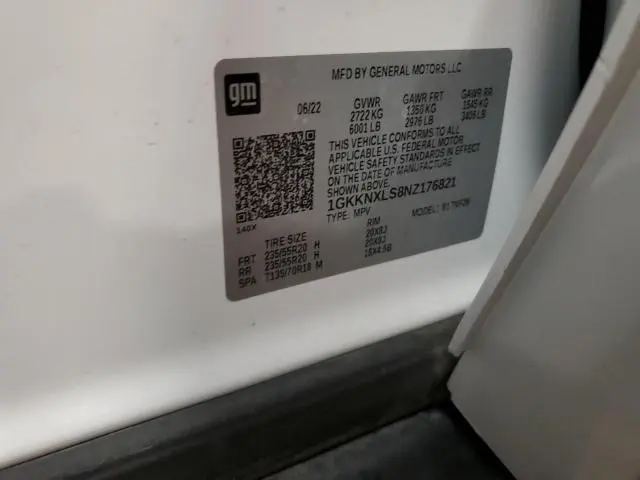 gm
MFD BY GENERAL MOTORS LLC
06/22 GVWR GAWR FRT GAWR RR
2722 KG 1350 KG 1545 KG
6001 LB 2976 LB 3406 LB
THIS VEHICLE CONFORMS TO ALL
APPLICABLE U.S. FEDERAL MOTOR
VEHICLE SAFETY STANDARDS IN EFFECT
ON THE DATE OF MANUFACTURE
SHOWN ABOVE.
1GKKNXLS8NZ176821
TYPE: MPV MODEL:
140X
TIRE SIZE RIM
FRT 235/55R20 H 20X8J
RR 235/55R20 H 20X8J
SPA T135/70R18 M 18X4.5B